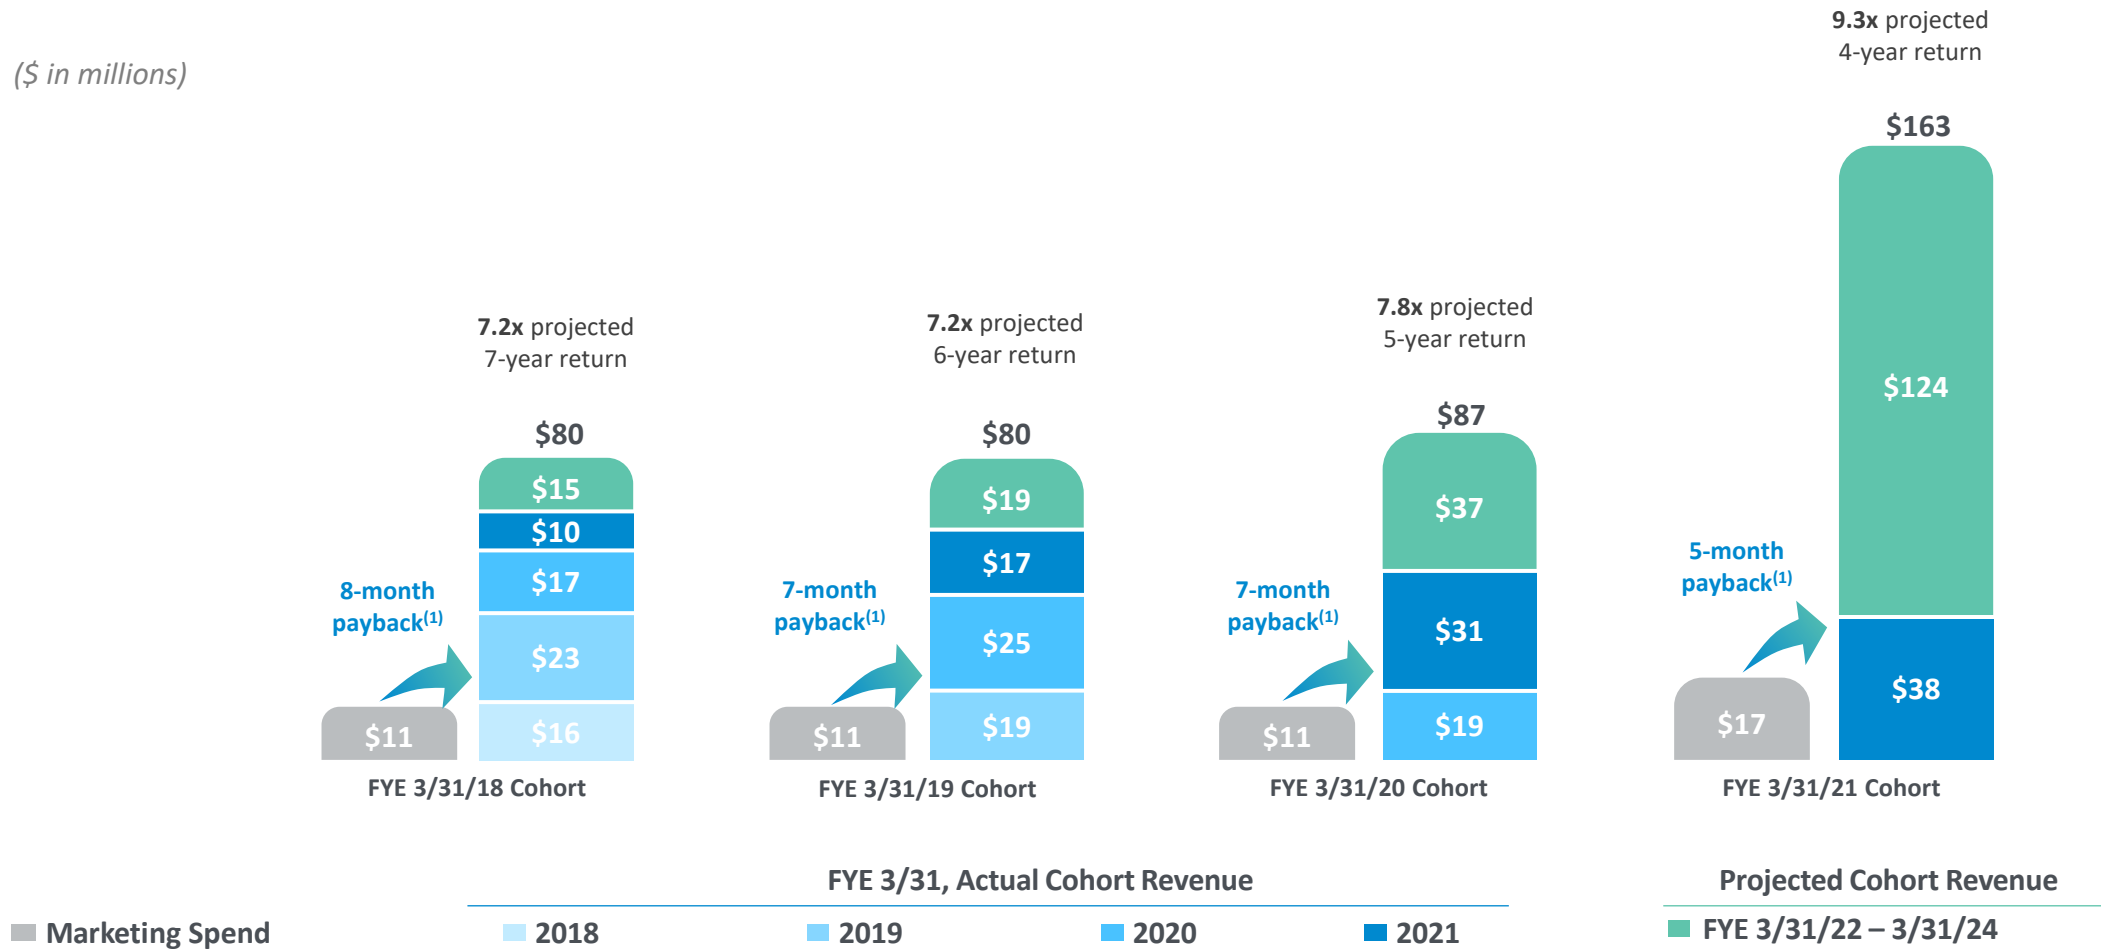 ($ in millions)
9.3x projected
4-year return
$163
$124
$38
5-month
payback(1)
$17
FYE 3/31/21 Cohort
7.2x projected
7-year return
$80
$15
$10
$17
$23
$16
8-month
payback(1)
$11
FYE 3/31/18 Cohort
7.2x projected
6-year return
$80
$19
$17
$25
$19
7-month
payback(1)
$11
FYE 3/31/19 Cohort
7.8x projected
5-year return
$87
$37
$31
$19
7-month
payback(1)
$11
FYE 3/31/20 Cohort
FYE 3/31, Actual Cohort Revenue
Projected Cohort Revenue
Marketing Spend
2018
2019
2020
2021
FYE 3/31/22 – 3/31/24